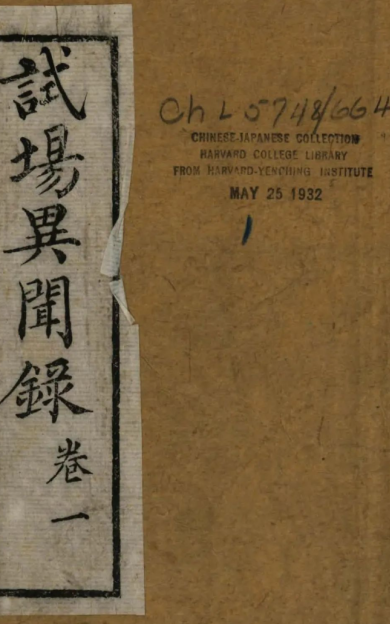 試場異聞錄
卷一
Ch L 5748/664
CHINESE-JAPANESE COLLECTION
HARVARD COLLEGE LIBRARY
FROM HARVARD-YENCHING INSTITUTE
MAY 25 1932